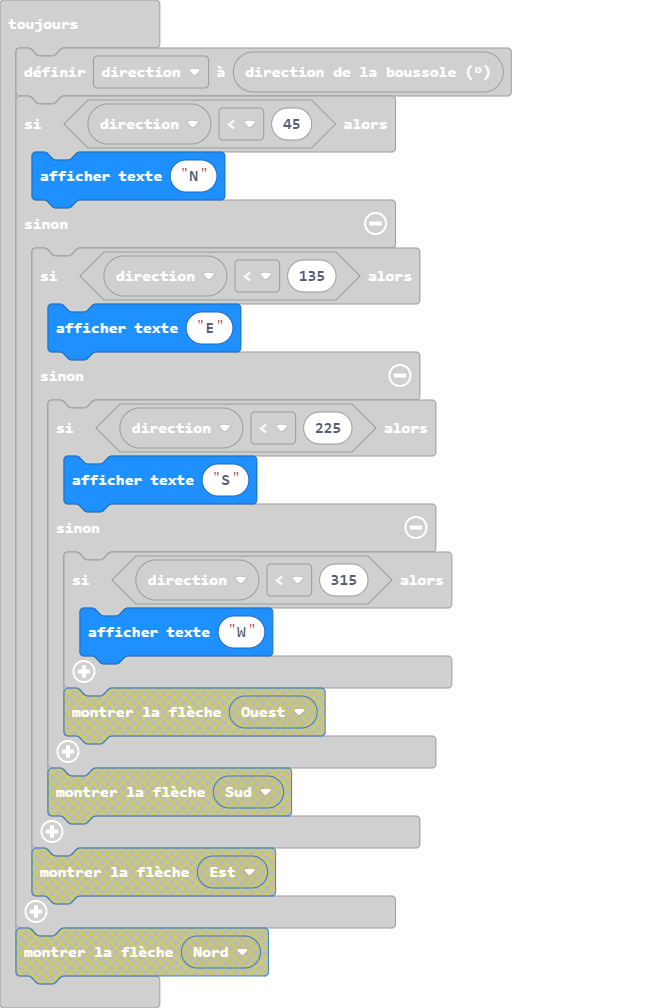 toujours
définir direction à direction de la boussole (º)
si direction < 45 alors
afficher texte "N"
sinon
si direction < 135 alors
afficher texte "E"
sinon
si direction < 225 alors
afficher texte "S"
sinon
si direction < 315 alors
afficher texte "W"
montrer la flèche Ouest
montrer la flèche Sud
montrer la flèche Est
montrer la flèche Nord